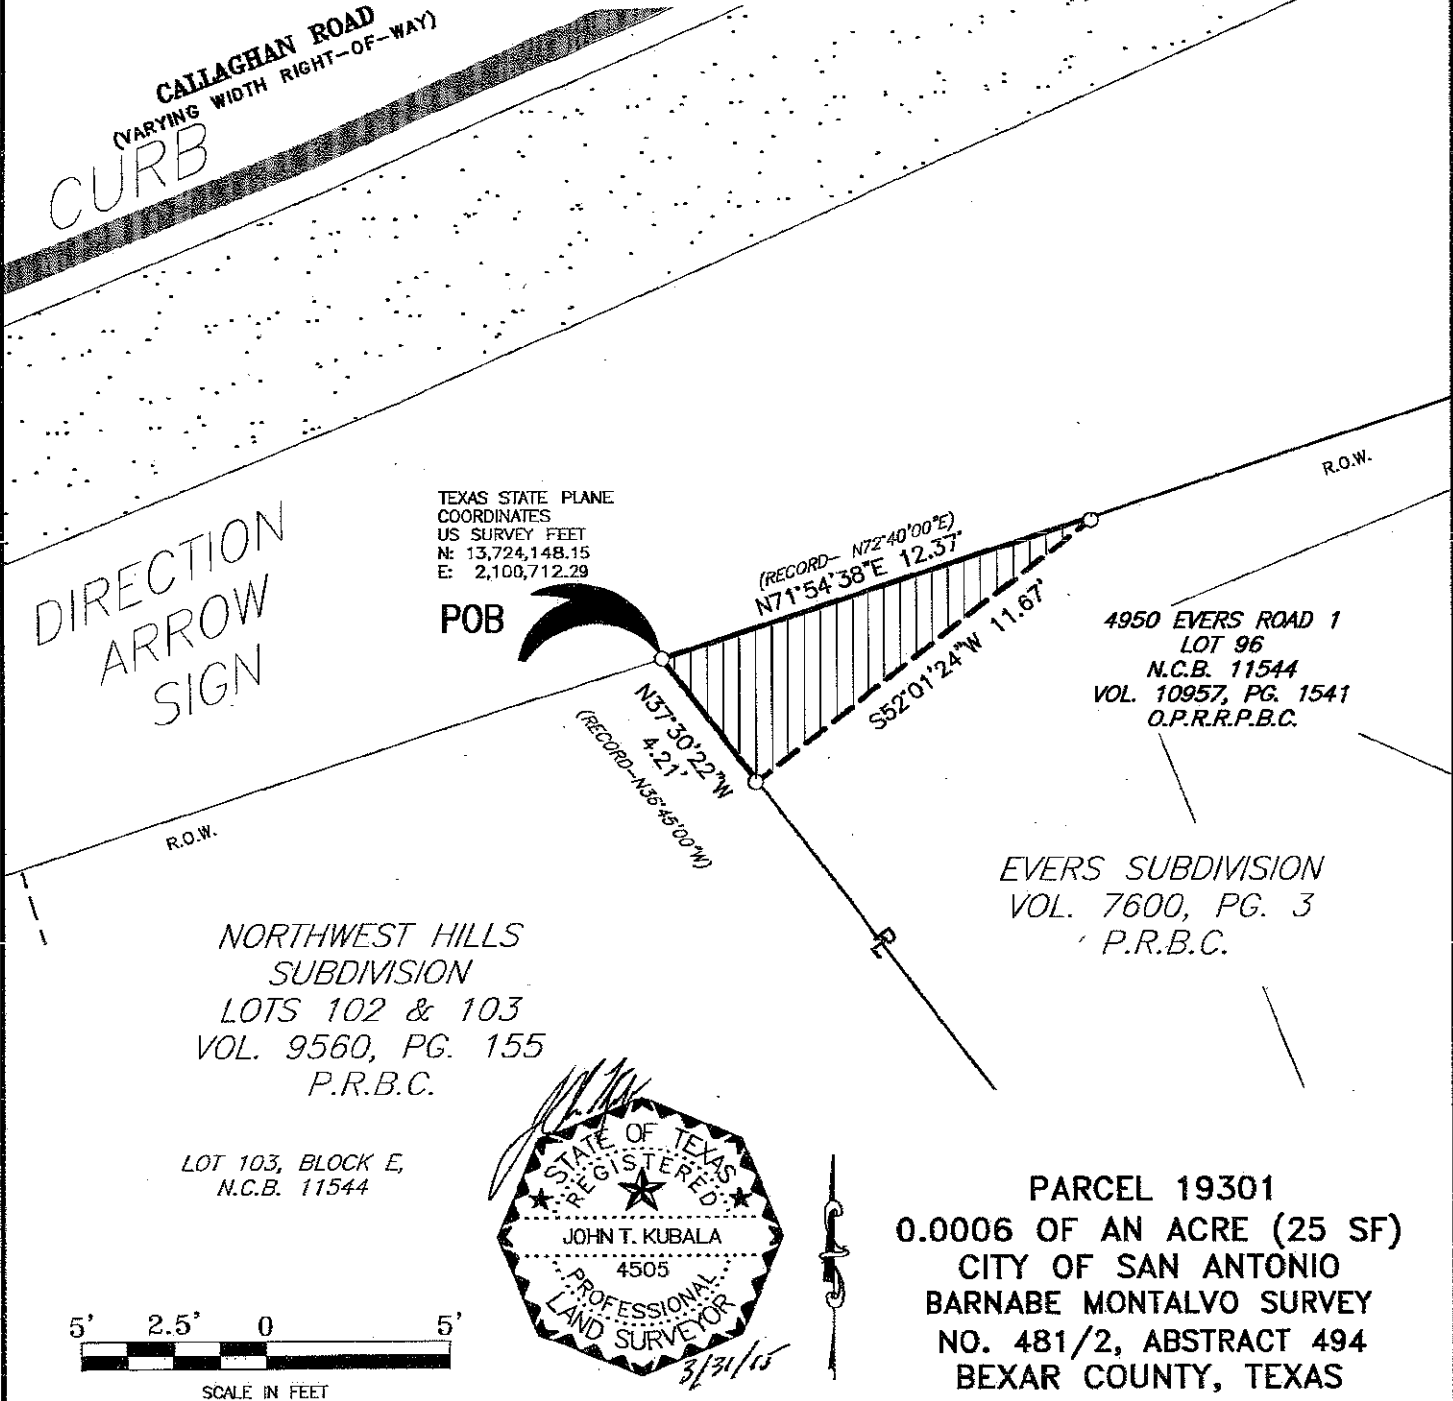 CALLAGHAN ROAD
(VARYING WIDTH RIGHT-OF-WAY)
CURB
DIRECTION
ARROW
SIGN
TEXAS STATE PLANE
COORDINATES
US SURVEY FEET
N: 13,724,148.15
E: 2,100,712.29
POB
(RECORD- N72°40'00"E)
N71°54'38"E 12.37'
S52°01'24"W 11.67'
N37°30'22"W
4.21'
(RECORD-N36°45'00"W)
R.O.W.
4950 EVERS ROAD 1
LOT 96
N.C.B. 11544
VOL. 10957, PG. 1541
O.P.R.R.P.B.C.
R.O.W.
EVERS SUBDIVISION
VOL. 7600, PG. 3
P.R.B.C.
PL
NORTHWEST HILLS
SUBDIVISION
LOTS 102 & 103
VOL. 9560, PG. 155
P.R.B.C.
LOT 103, BLOCK E,
N.C.B. 11544
STATE OF TEXAS
REGISTERED
JOHN T. KUBALA
4505
PROFESSIONAL
LAND SURVEYOR
3/31/15
PARCEL 19301
0.0006 OF AN ACRE (25 SF)
CITY OF SAN ANTONIO
BARNABE MONTALVO SURVEY
NO. 481/2, ABSTRACT 494
BEXAR COUNTY, TEXAS
5' 2.5' 0 5'
SCALE IN FEET